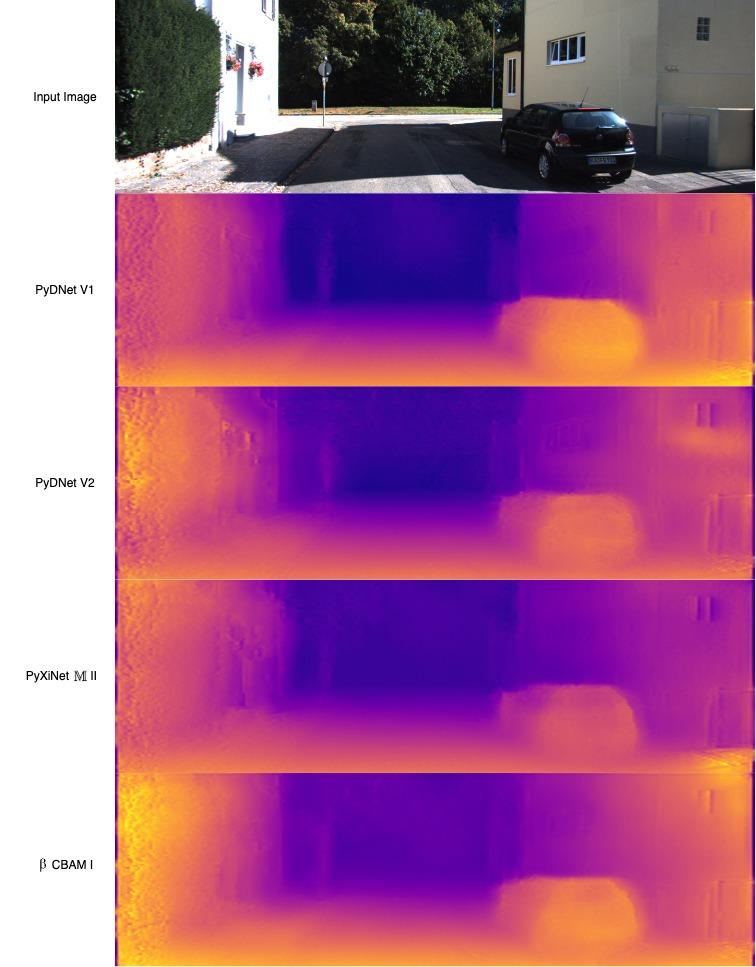 Input Image
PyDNet V1
PyDNet V2
PyXiNet 𝕄 II
β CBAM I